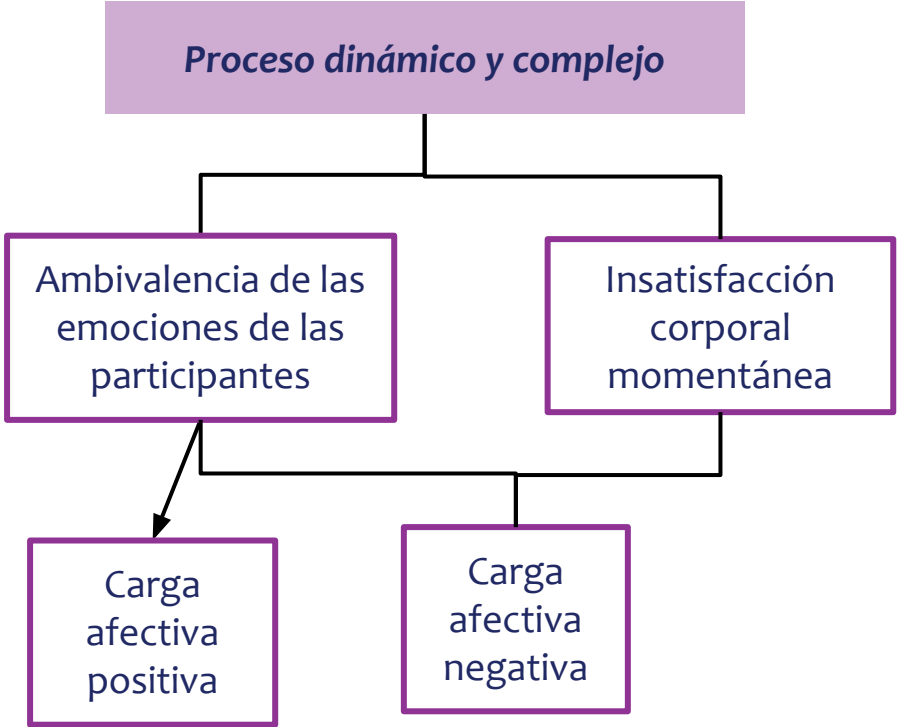 Proceso dinámico y complejo
Ambivalencia de las
emociones de las
participantes
Insatisfacción
corporal
momentánea
Carga
afectiva
positiva
Carga
afectiva
negativa